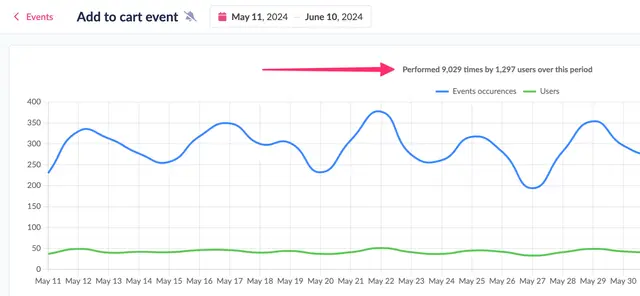 Events
Add to cart event
May 11, 2024 — June 10, 2024
Performed 9,029 times by 1,297 users over this period
Events occurences Users
400
350
300
250
200
150
100
50
0
May 11 May 12 May 13 May 14 May 15 May 16 May 17 May 18 May 19 May 20 May 21 May 22 May 23 May 24 May 25 May 26 May 27 May 28 May 29 May 30